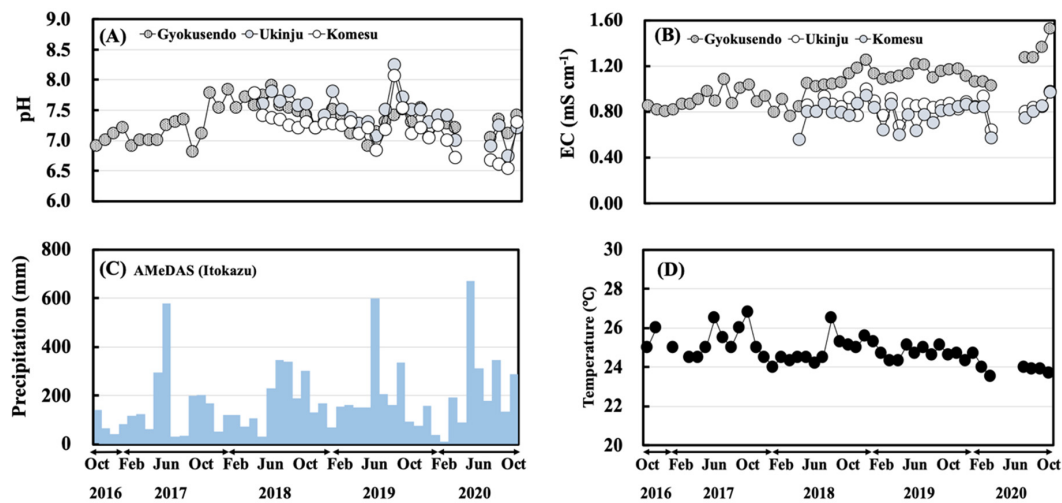 (A)
Gyokusendo Ukinju Komesu
9.0
8.5
8.0
7.5
7.0
6.5
6.0
pH
(B)
Gyokusendo Ukinju Komesu
1.60
1.20
0.80
0.40
0.00
EC (mS cm⁻¹)
(C) AMeDAS (Itokazu)
800
600
400
200
0
Precipitation (mm)
Oct Feb Jun Oct Feb Jun Oct Feb Jun Oct Feb Jun Oct
2016 2017 2018 2019 2020
(D)
30
28
26
24
22
20
Temperature (°C)
Oct Feb Jun Oct Feb Jun Oct Feb Jun Oct Feb Jun Oct
2016 2017 2018 2019 2020